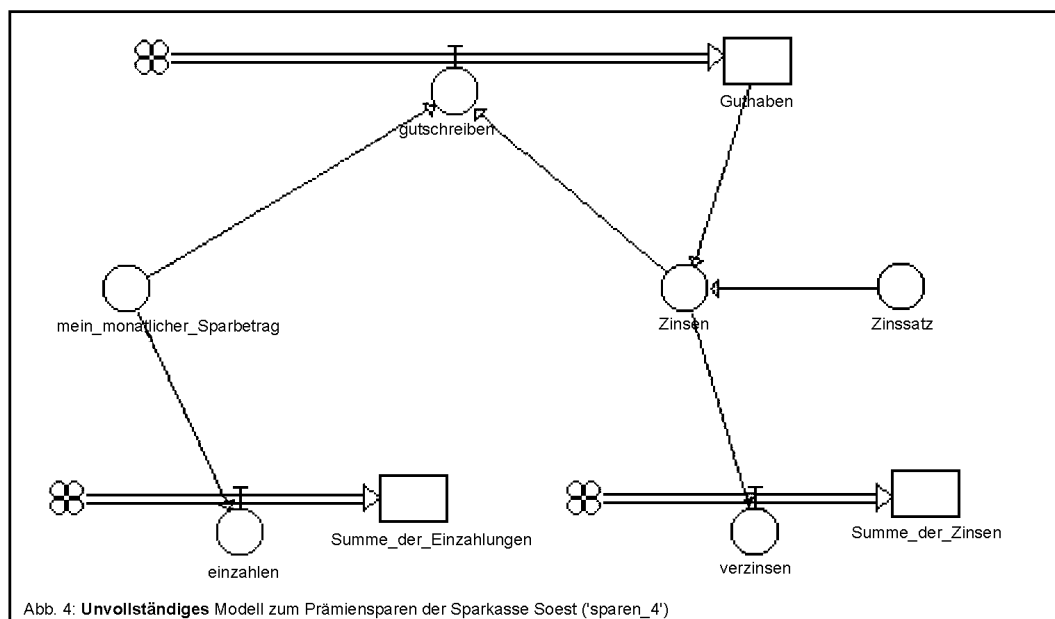 Guthaben
gutschreiben
mein_monatlicher_Sparbetrag
Zinsen
Zinssatz
Summe_der_Einzahlungen
Summe_der_Zinsen
einzahlen
verzinsen
Abb. 4: Unvollständiges Modell zum Prämiensparen der Sparkasse Soest ('sparen_4')